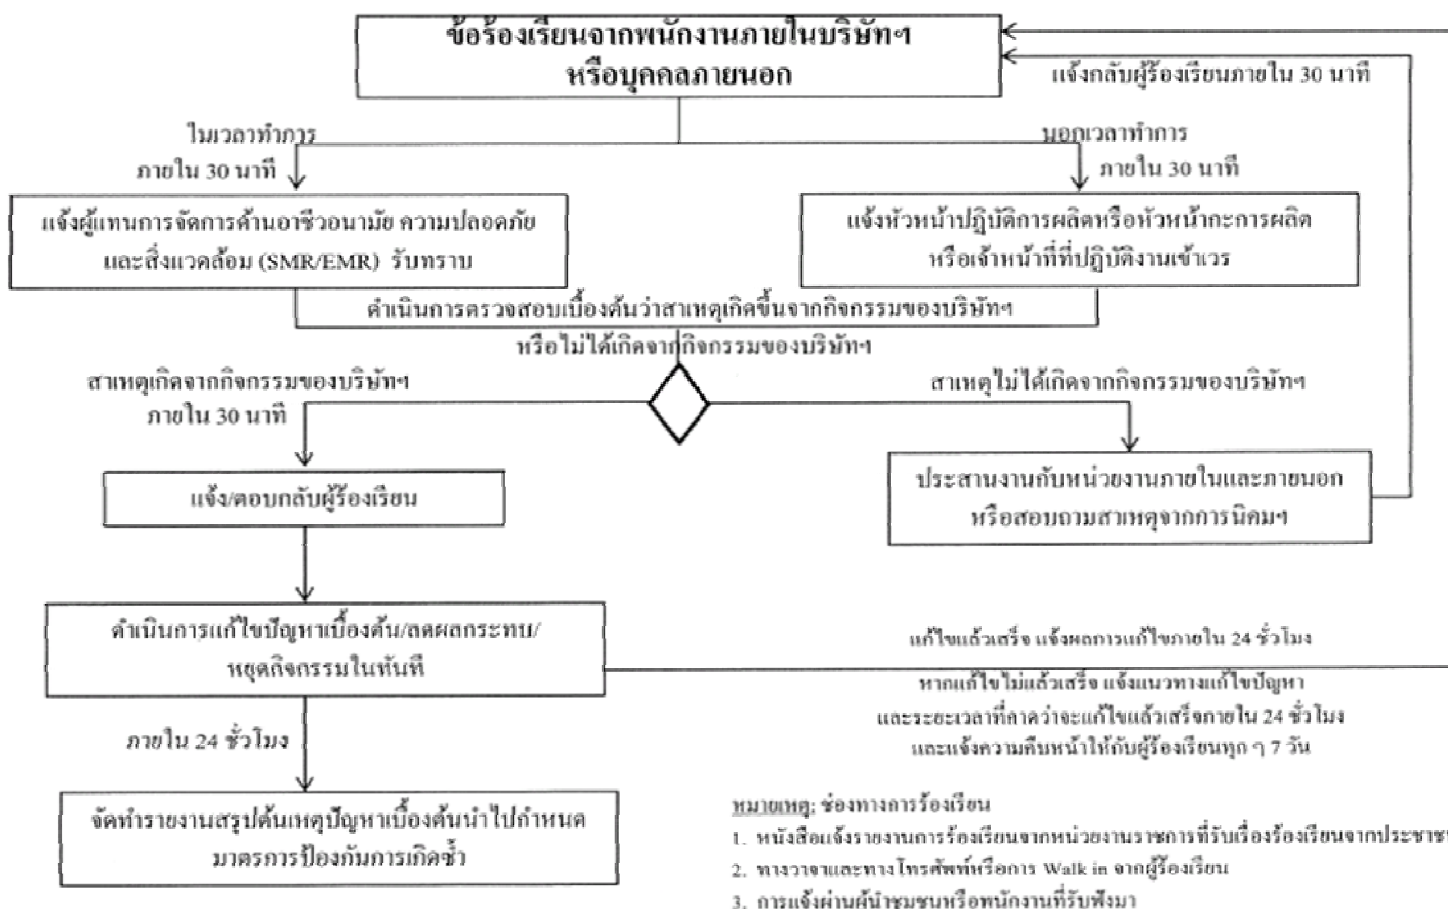 ข้อร้องเรียนจากพนักงานภายในบริษัทฯ
หรือบุคคลภายนอก
แจ้งกลับผู้ร้องเรียนภายใน 30 นาที
ในเวลาทำการ
ภายใน 30 นาที
นอกเวลาทำการ
ภายใน 30 นาที
แจ้งผู้แทนการจัดการด้านอาชีวอนามัย ความปลอดภัย
และสิ่งแวดล้อม (SMR/EMR) รับทราบ
แจ้งหัวหน้าปฏิบัติการผลิตหรือหัวหน้ากะการผลิต
หรือเจ้าหน้าที่ที่ปฏิบัติงานเข้าเวร
ดำเนินการตรวจสอบเบื้องต้นว่าสาเหตุเกิดขึ้นจากกิจกรรมของบริษัทฯ
หรือไม่ได้เกิดจากกิจกรรมของบริษัทฯ
สาเหตุเกิดจากกิจกรรมของบริษัทฯ
ภายใน 30 นาที
สาเหตุไม่ได้เกิดจากกิจกรรมของบริษัทฯ
แจ้ง/ตอบกลับผู้ร้องเรียน
ประสานงานกับหน่วยงานภายในและภายนอก
หรือสอบถามสาเหตุจากการนิคมฯ
ดำเนินการแก้ไขปัญหาเบื้องต้น/ลดผลกระทบ/
หยุดกิจกรรมในทันที
แก้ไขแล้วเสร็จ แจ้งผลการแก้ไขภายใน 24 ชั่วโมง
หากแก้ไขไม่แล้วเสร็จ แจ้งแนวทางแก้ไขปัญหา
และระยะเวลาที่คาดว่าจะแก้ไขแล้วเสร็จภายใน 24 ชั่วโมง
และแจ้งความคืบหน้าให้กับผู้ร้องเรียนทุก ๆ 7 วัน
ภายใน 24 ชั่วโมง
จัดทำรายงานสรุปต้นเหตุปัญหาเบื้องต้นนำไปกำหนด
มาตรการป้องกันการเกิดซ้ำ
หมายเหตุ: ช่องทางการร้องเรียน
1. หนังสือแจ้งรายงานการร้องเรียนจากหน่วยงานราชการที่รับเรื่องร้องเรียนจากประชาชน
2. ทางวาจาและทางโทรศัพท์หรือการ Walk in จากผู้ร้องเรียน
3. การแจ้งผ่านผู้นำชุมชนหรือพนักงานที่รับฟังมา